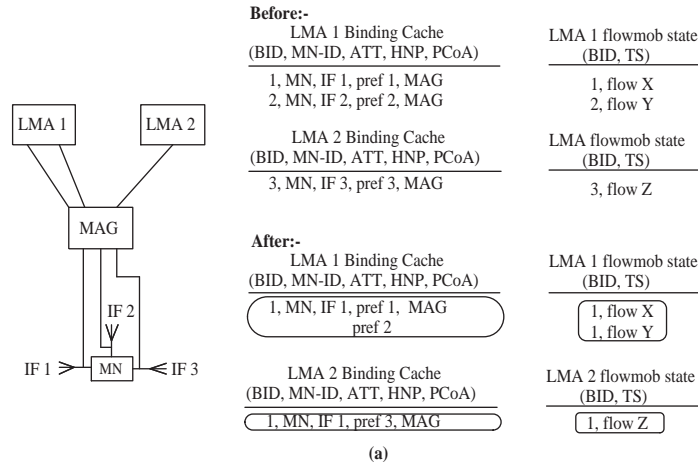 LMA 1
LMA 2
MAG
IF 2
IF 1
MN
IF 3
Before:-
LMA 1 Binding Cache
(BID, MN-ID, ATT, HNP, PCoA)
1, MN, IF 1, pref 1, MAG
2, MN, IF 2, pref 2, MAG
LMA 1 flowmob state
(BID, TS)
1, flow X
2, flow Y
LMA 2 Binding Cache
(BID, MN-ID, ATT, HNP, PCoA)
3, MN, IF 3, pref 3, MAG
LMA flowmob state
(BID, TS)
3, flow Z
After:-
LMA 1 Binding Cache
(BID, MN-ID, ATT, HNP, PCoA)
1, MN, IF 1, pref 1, MAG
pref 2
LMA 1 flowmob state
(BID, TS)
1, flow X
1, flow Y
LMA 2 Binding Cache
(BID, MN-ID, ATT, HNP, PCoA)
1, MN, IF 1, pref 3, MAG
LMA 2 flowmob state
(BID, TS)
1, flow Z
(a)